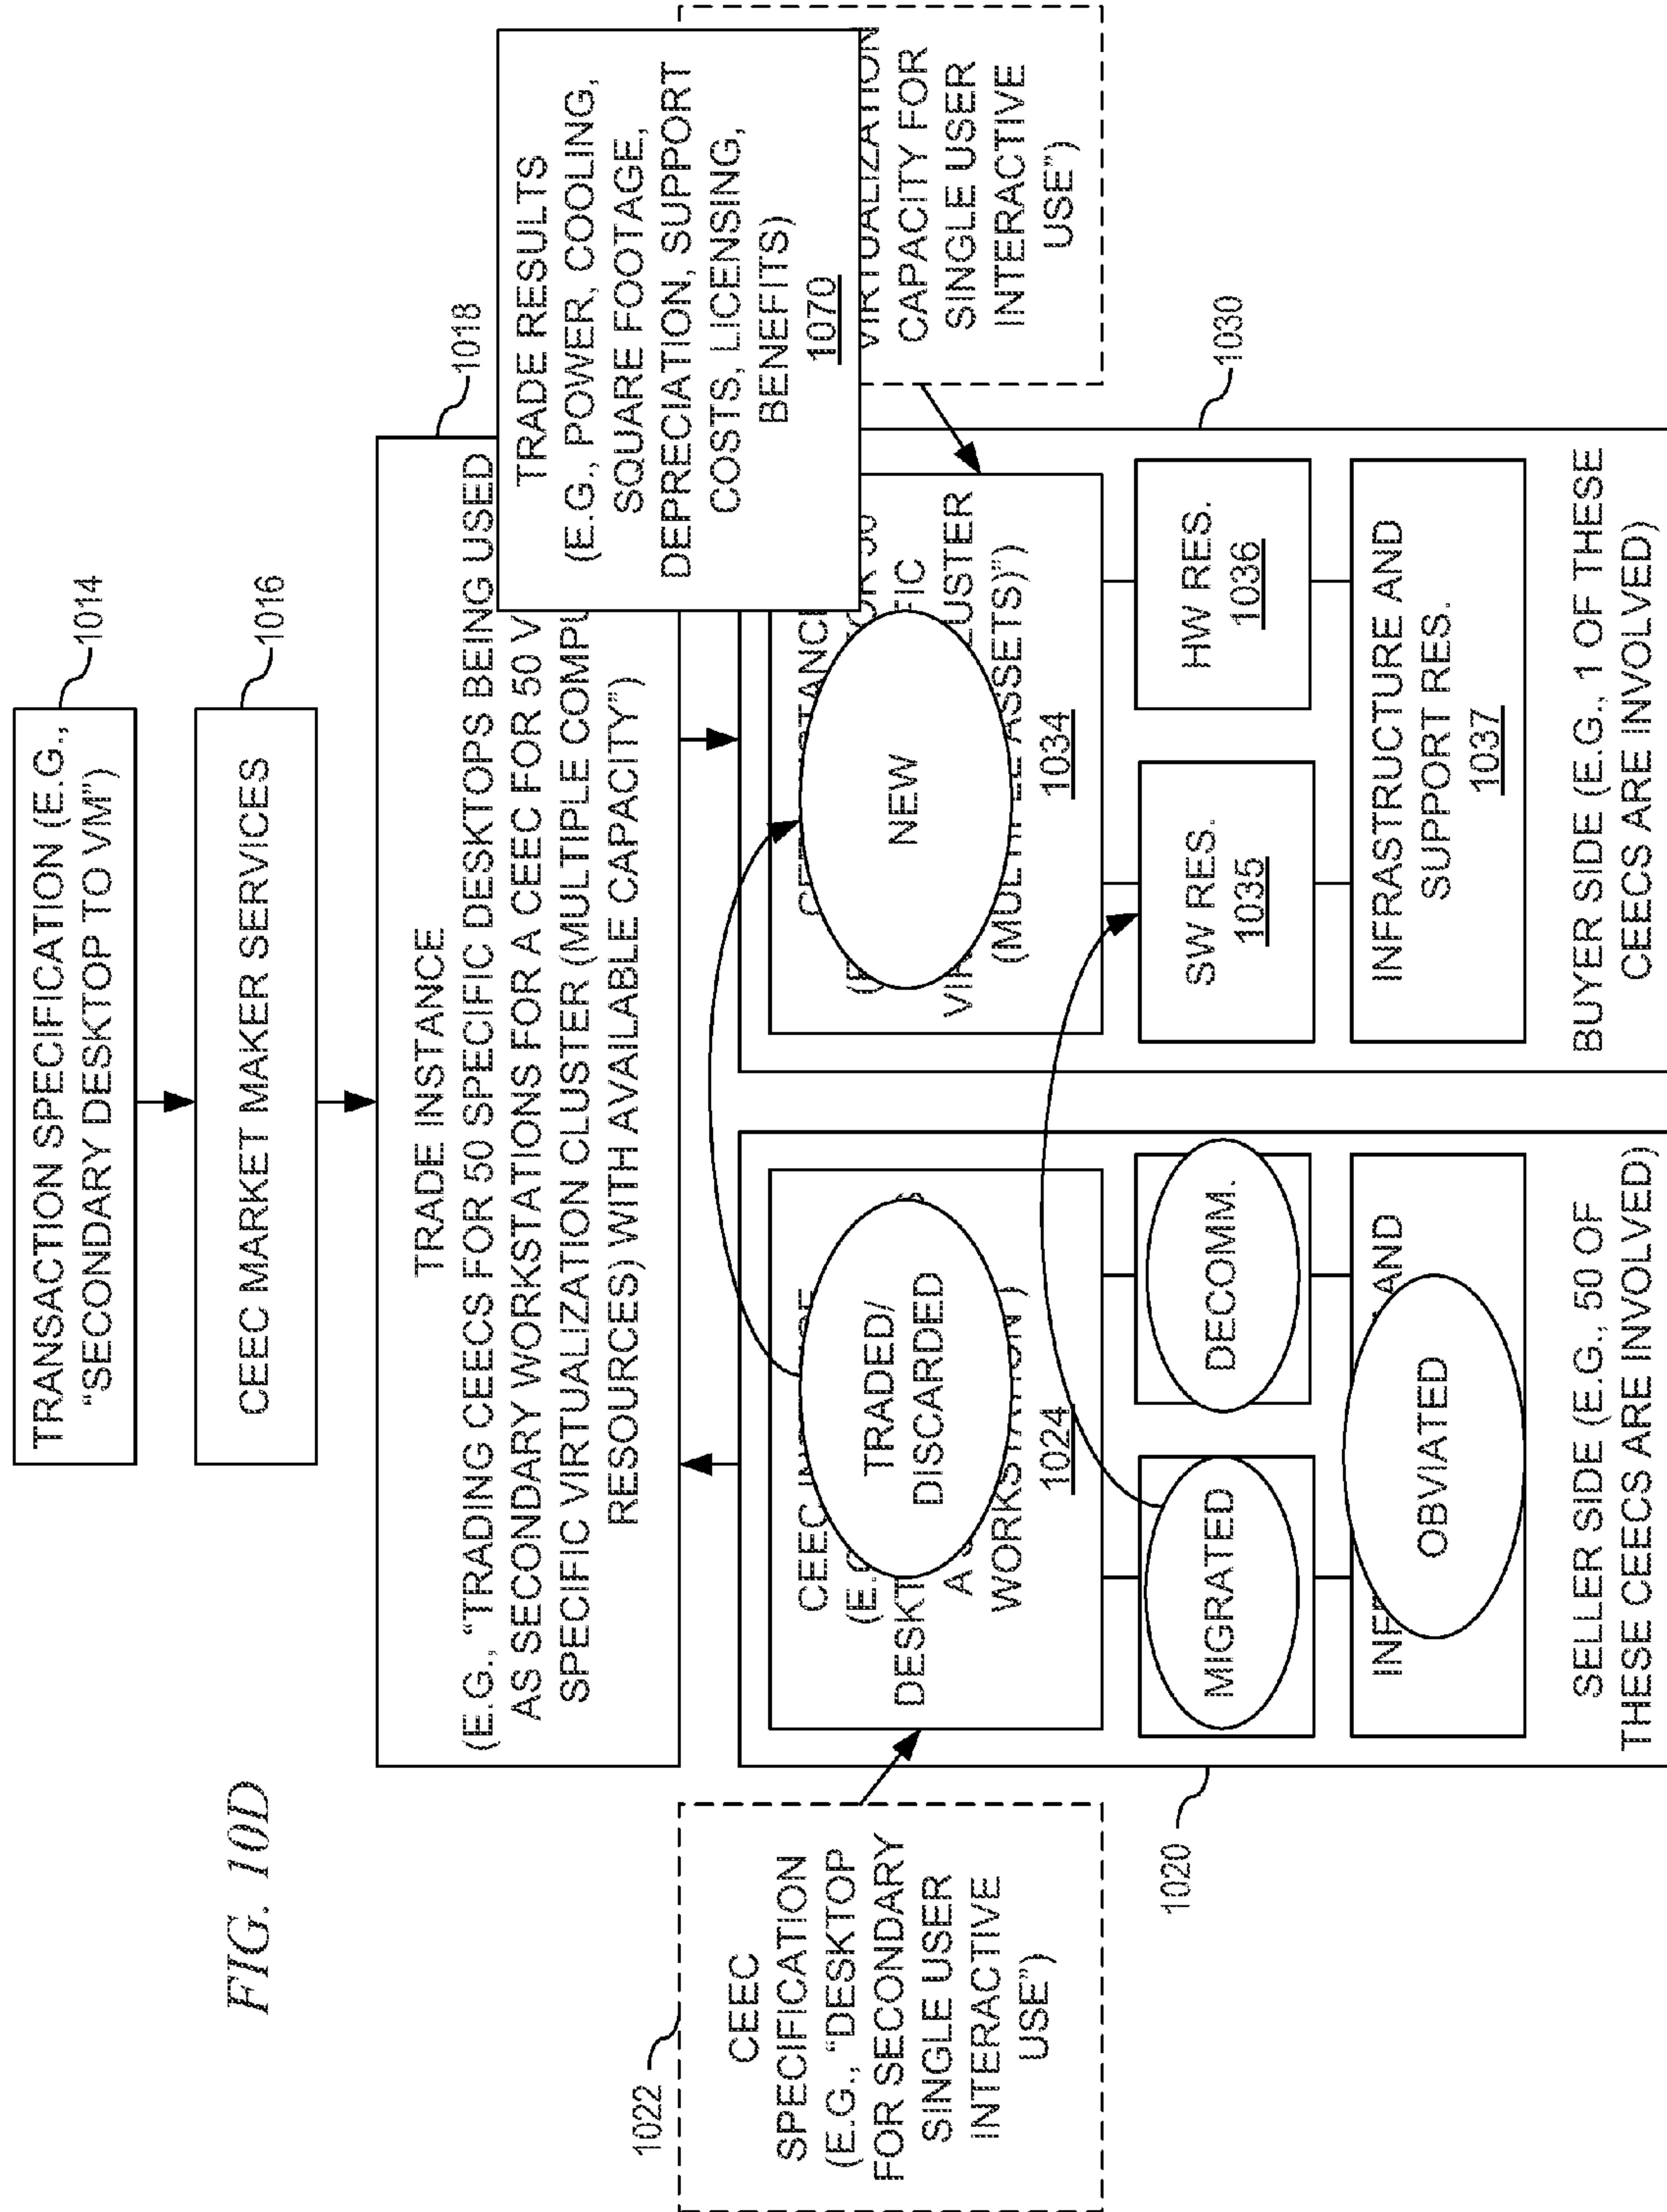 FIG. 10D
TRANSACTION SPECIFICATION (E.G.,
“SECONDARY DESKTOP TO VM”)
1014
CEEC MARKET MAKER SERVICES
1016
TRADE INSTANCE
(E.G., “TRADING CEECS FOR 50 SPECIFIC DESKTOPS BEING USED
AS SECONDARY WORKSTATIONS FOR A CEEC FOR 50 V
SPECIFIC VIRTUALIZATION CLUSTER (MULTIPLE COMPU
RESOURCES) WITH AVAILABLE CAPACITY”)
1018
TRADE RESULTS
(E.G., POWER, COOLING,
SQUARE FOOTAGE,
DEPRECIATION, SUPPORT
COSTS, LICENSING,
BENEFITS)
1070
1022
CEEC
SPECIFICATION
(E.G., “DESKTOP
FOR SECONDARY
SINGLE USER
INTERACTIVE
USE”)
CEEC
(E.G
DESKT
A
WORKSTATION
1024
TRADED/
DISCARDED
MIGRATED
DECOMM.
AND
OBVIATED
SELLER SIDE (E.G., 50 OF
THESE CEECS ARE INVOLVED)
1020
CLUSTER
(MULTIPLE ASSETS)”)
1034
NEW
SW RES.
1035
HW RES.
1036
INFRASTRUCTURE AND
SUPPORT RES.
1037
BUYER SIDE (E.G., 1 OF THESE
CEECS ARE INVOLVED)
1030
VIRTUALIZATION
CAPACITY FOR
SINGLE USER
INTERACTIVE
USE”)